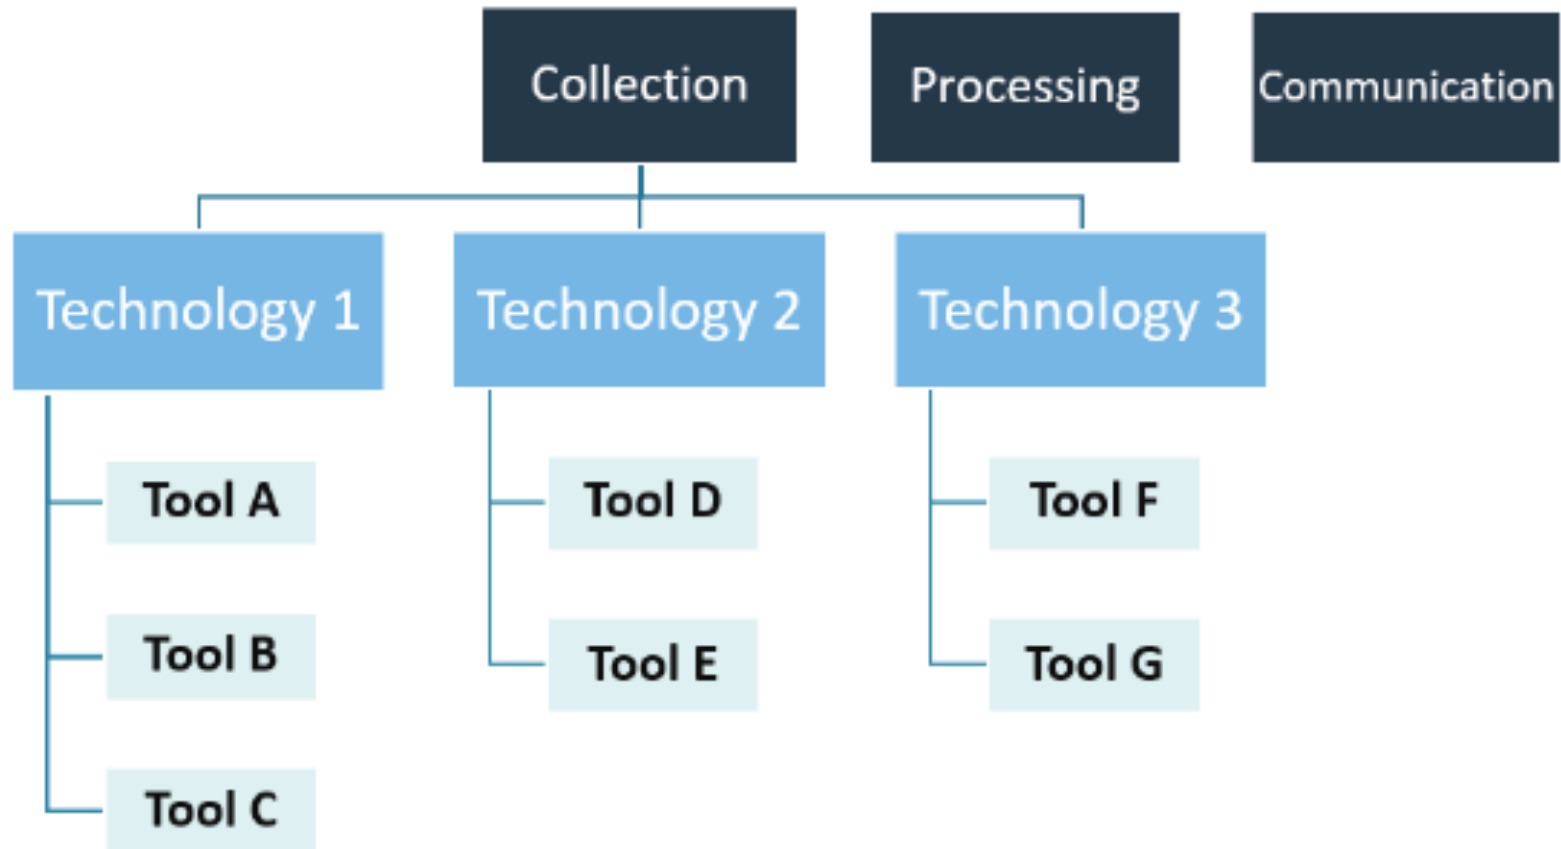 Collection
Processing
Communication
Technology 1
Technology 2
Technology 3
Tool A
Tool D
Tool F
Tool B
Tool E
Tool G
Tool C